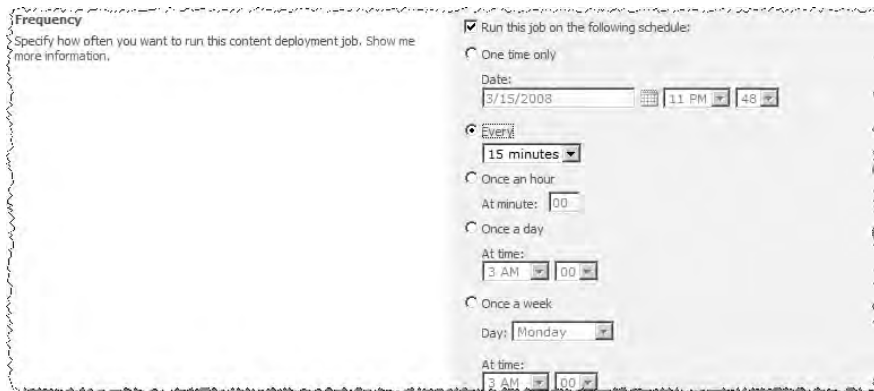 Frequency
Specify how often you want to run this content deployment job. Show me
more information.
Run this job on the following schedule:
One time only
Date:
3/15/2008 11 PM 48
Every
15 minutes
Once an hour
At minute: 00
Once a day
At time:
3 AM 00
Once a week
Day: Monday
At time:
3 AM 00